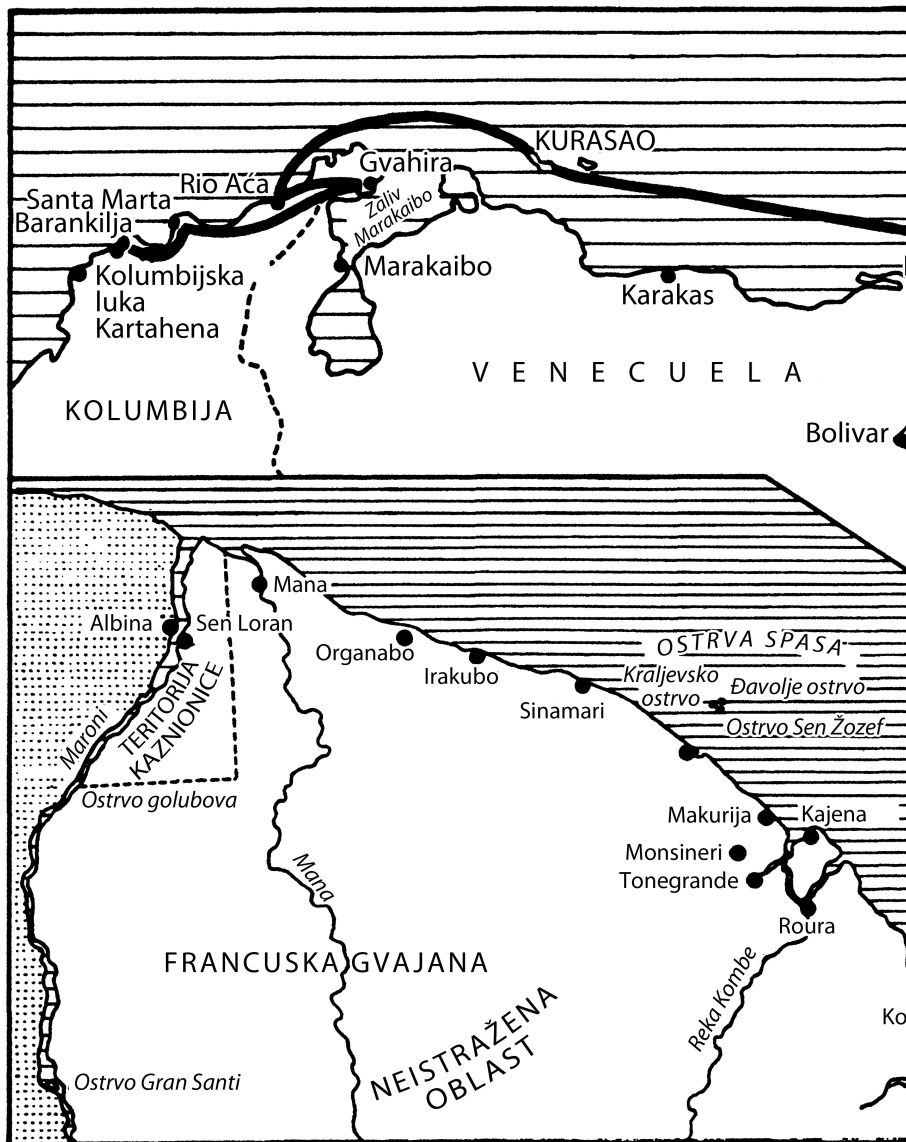 KURASAO
Gvahira
Rio Aća
Santa Marta
Barankilja
Zaliv
Marakaibo
Kolumbijska
luka
Kartahena
Marakaibo
Karakas
VENECUELA
KOLUMBIJA
Bolivar
Mana
Albina
Sen Loran
Organabo
Irakubo
OSTRVA SPASA
Kraljevsko
ostrvo
Đavolje ostrvo
Sinamari
Ostrvo Sen Žozef
Maroni
TERITORIJA
KAZNIONICE
Ostrvo golubova
Makurija
Kajena
Monsineri
Tonegrande
Mana
Roura
FRANCUSKA GVAJANA
Reka Kombe
NEISTRAŽENA
OBLAST
Ko
Ostrvo Gran Santi